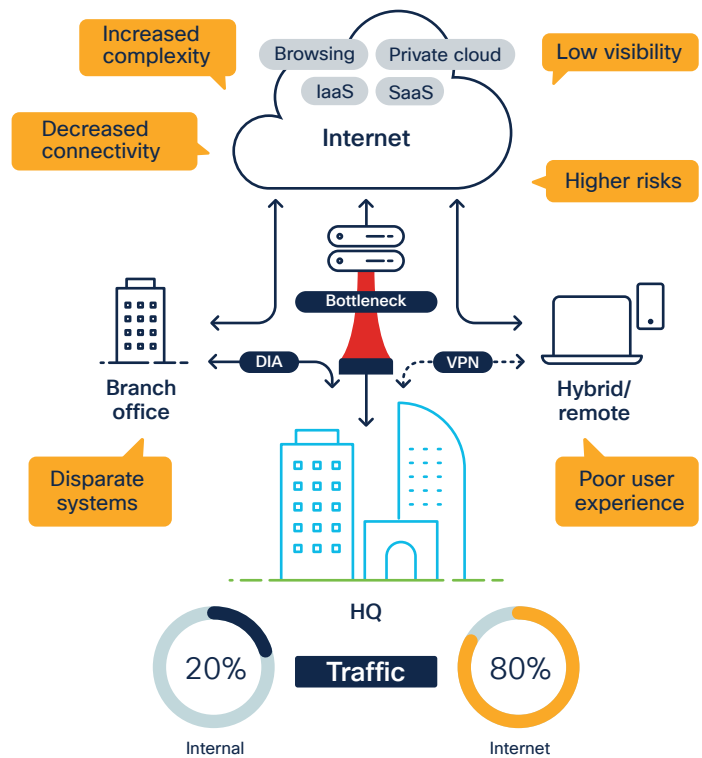 Increased
complexity
Browsing
Private cloud
Low visibility
IaaS
SaaS
Decreased
connectivity
Internet
Higher risks
Bottleneck
DIA
VPN
Branch
office
Hybrid/
remote
Disparate
systems
Poor user
experience
HQ
20%
Traffic
80%
Internal
Internet